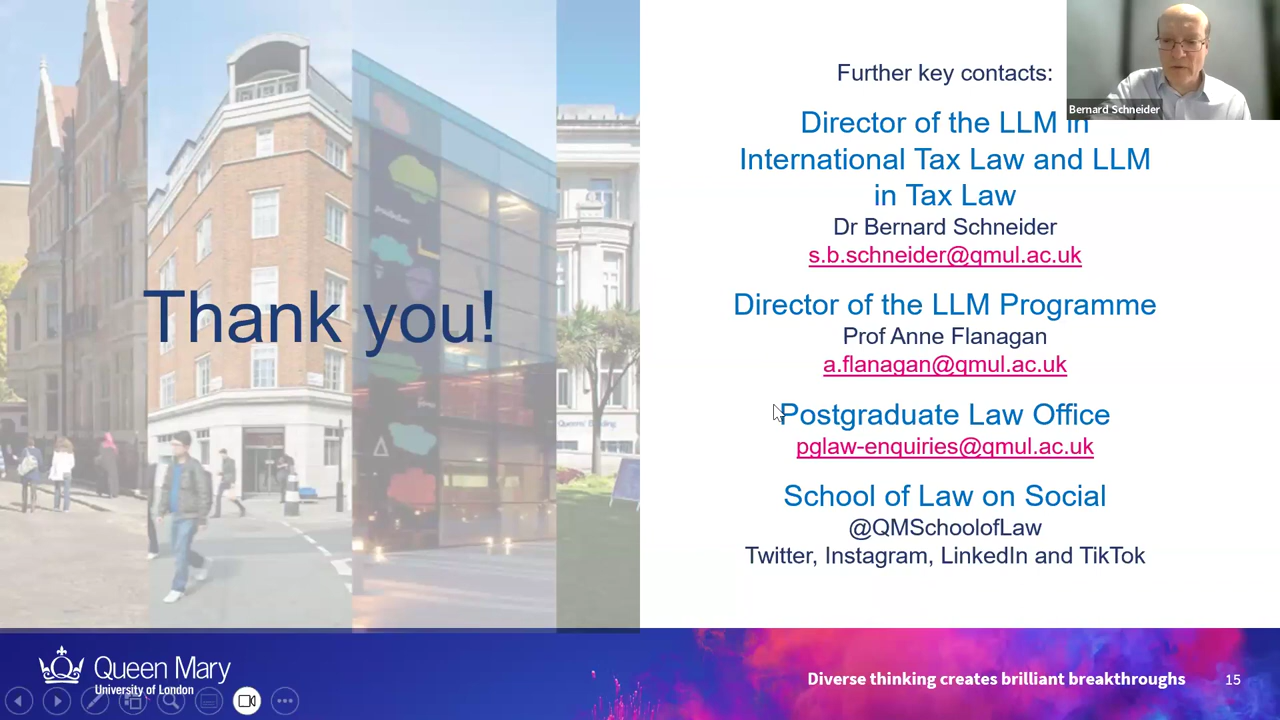 Thank you!
Further key contacts:
Director of the LLM in
International Tax Law and LLM
in Tax Law
Dr Bernard Schneider
s.b.schneider@qmul.ac.uk
Director of the LLM Programme
Prof Anne Flanagan
a.flanagan@qmul.ac.uk
Postgraduate Law Office
pglaw-enquiries@qmul.ac.uk
School of Law on Social
@QMSchoolofLaw
Twitter, Instagram, LinkedIn and TikTok
Bernard Schneider
Queen Mary
University of London
Diverse thinking creates brilliant breakthroughs
15